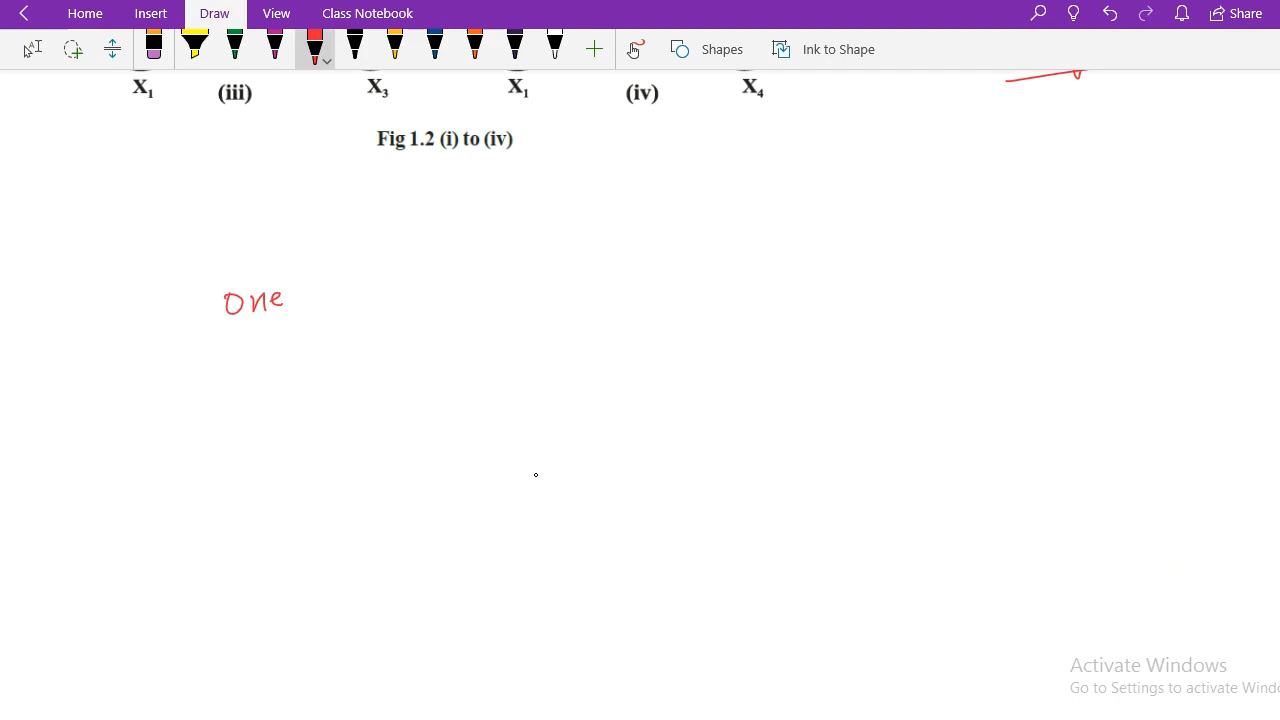 Home Insert Draw View Class Notebook Share
Shapes Ink to Shape
X₁ (iii) X₃ X₁ (iv) X₄
Fig 1.2 (i) to (iv)
one
Activate Windows
Go to Settings to activate Windo